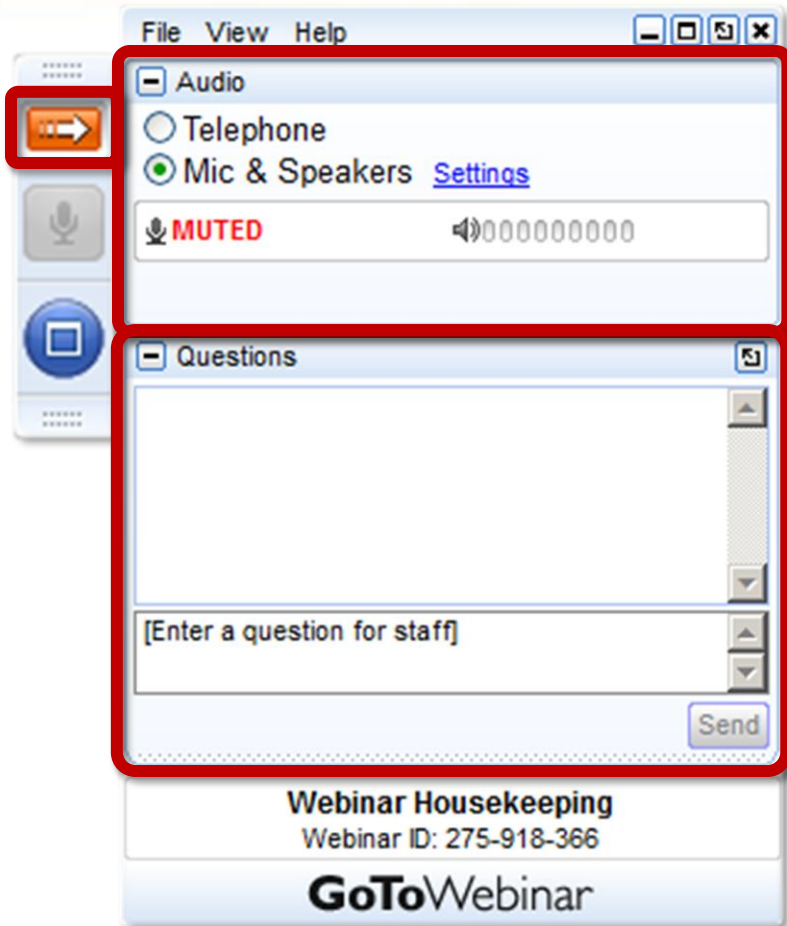 File View Help
Audio
Telephone
Mic & Speakers Settings
MUTED
Questions
[Enter a question for staff]
Send
Webinar Housekeeping
Webinar ID: 275-918-366
GoToWebinar